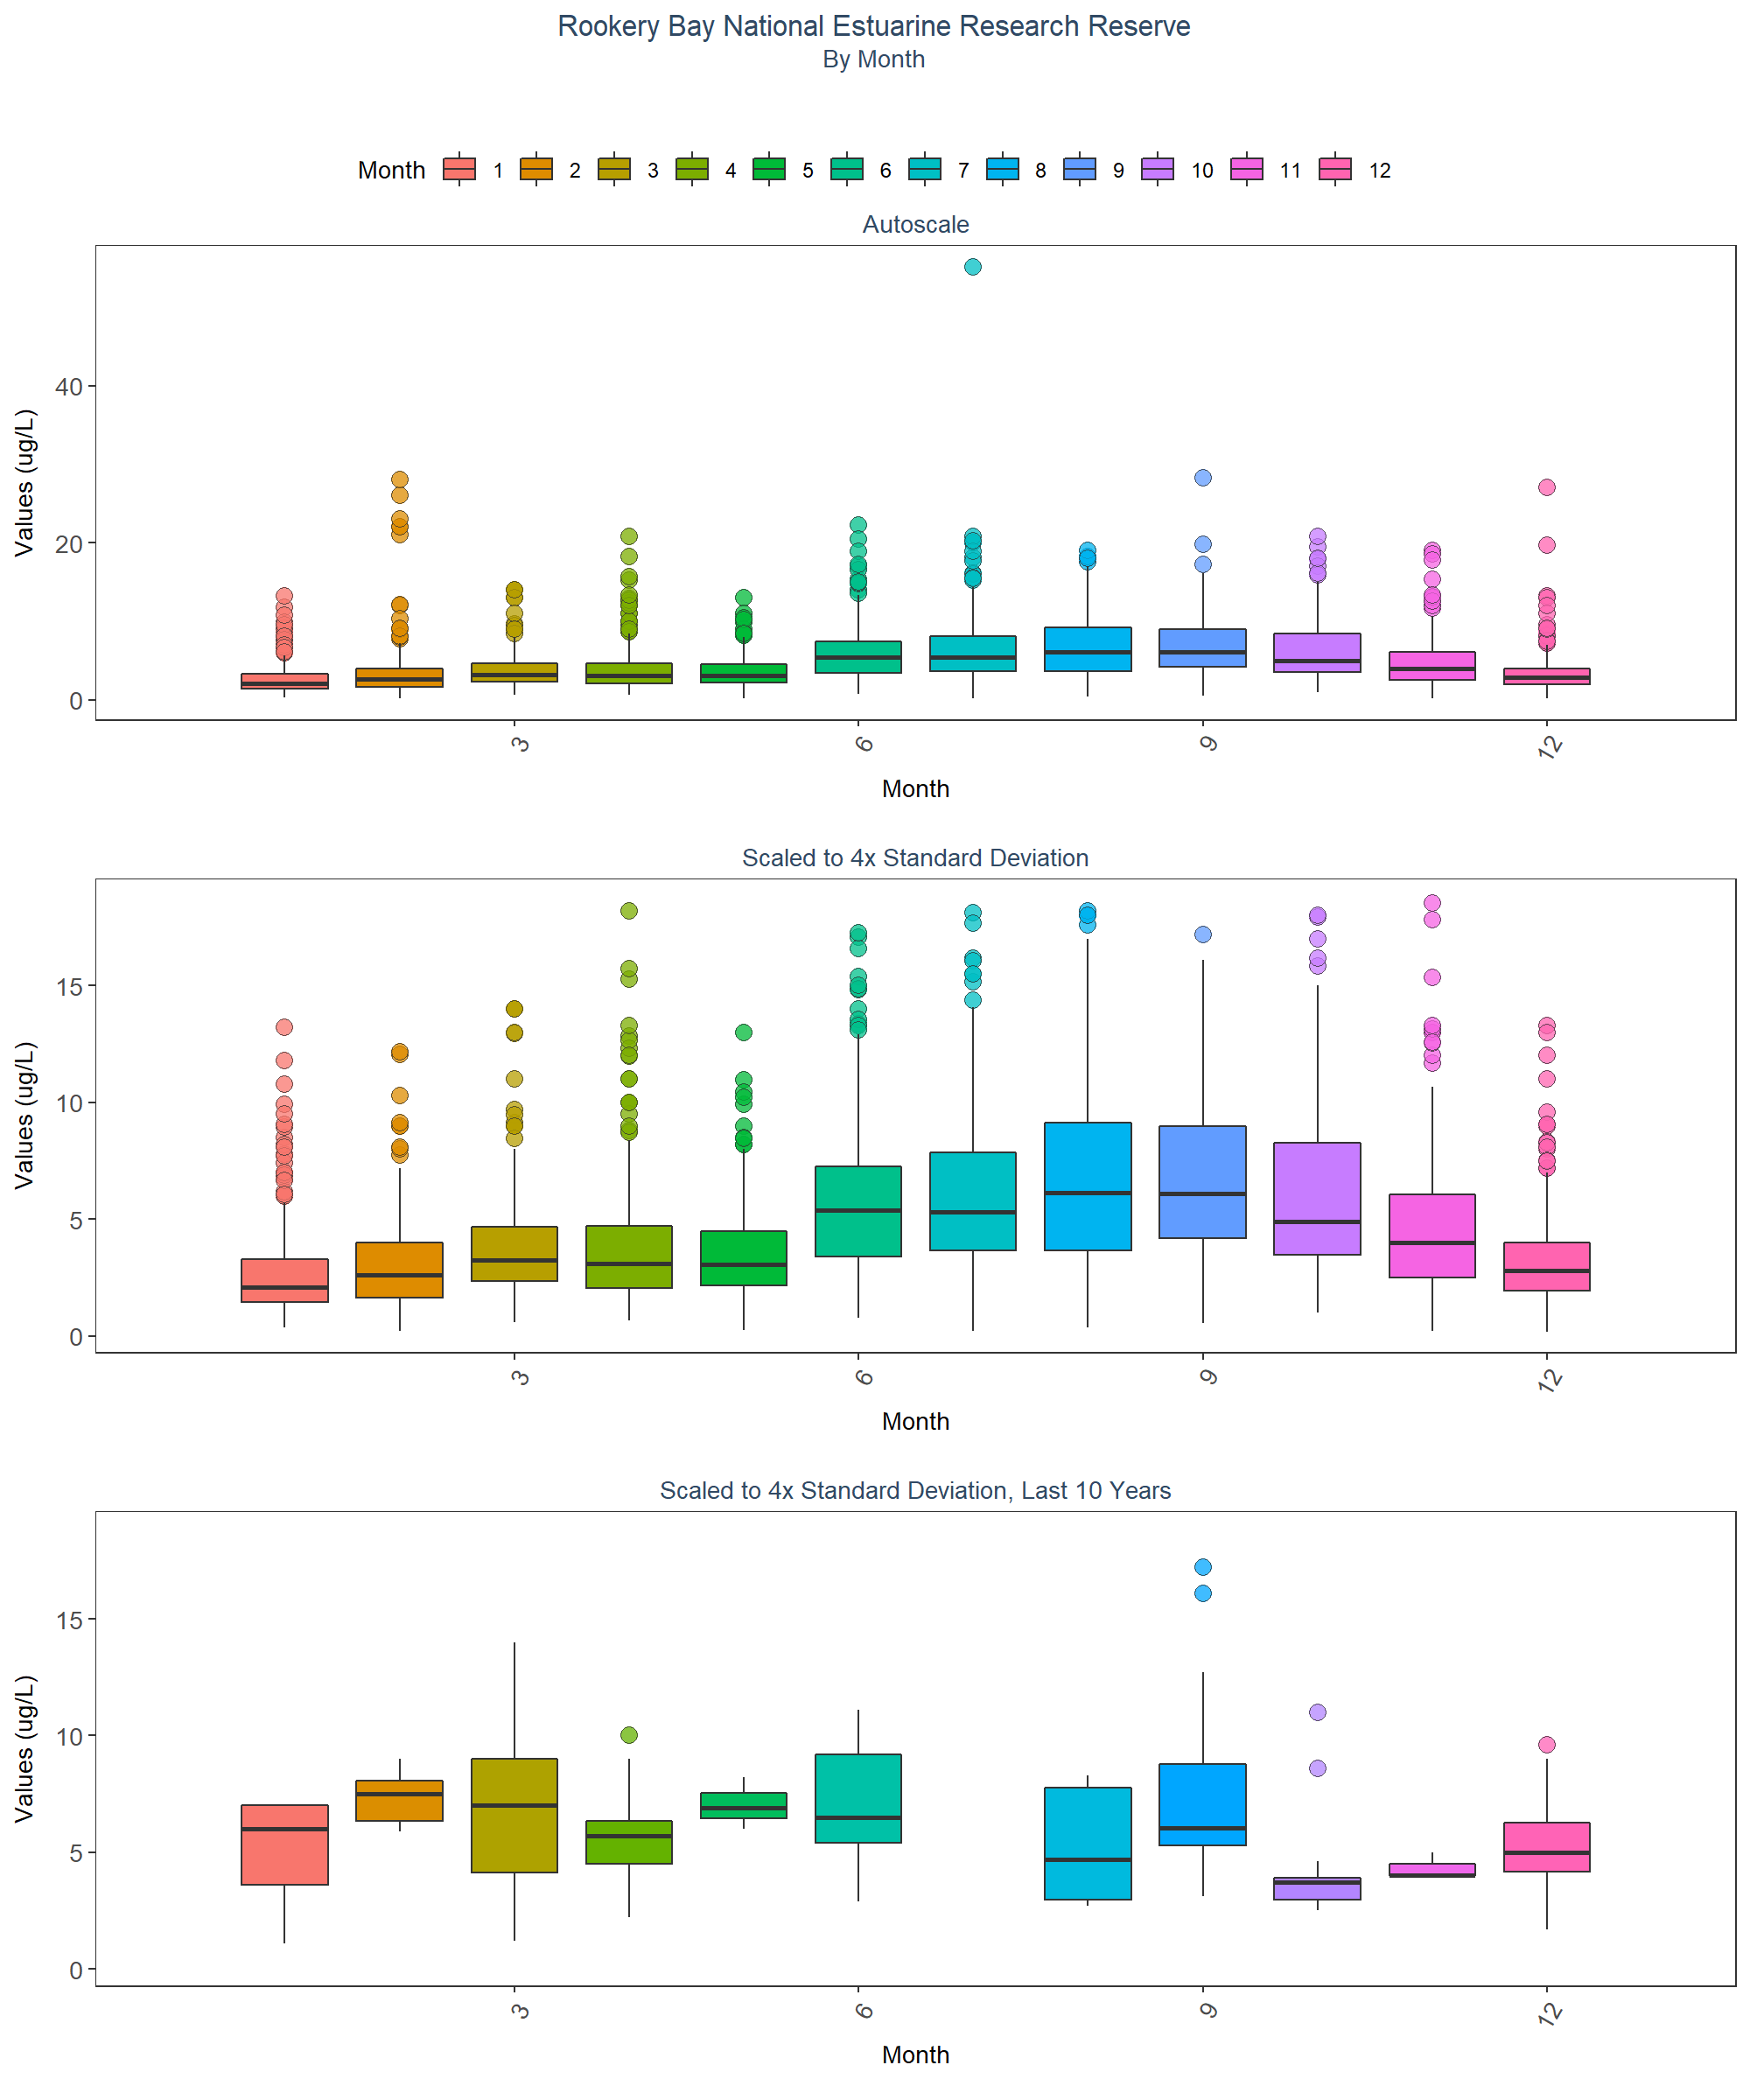 Rookery Bay National Estuarine Research Reserve
By Month
Month 1 2 3 4 5 6 7 8 9 10 11 12
Autoscale
Values (ug/L)
40
20
0
3 6 9 12
Month
Scaled to 4x Standard Deviation
Values (ug/L)
15
10
5
0
3 6 9 12
Month
Scaled to 4x Standard Deviation, Last 10 Years
Values (ug/L)
15
10
5
0
3 6 9 12
Month